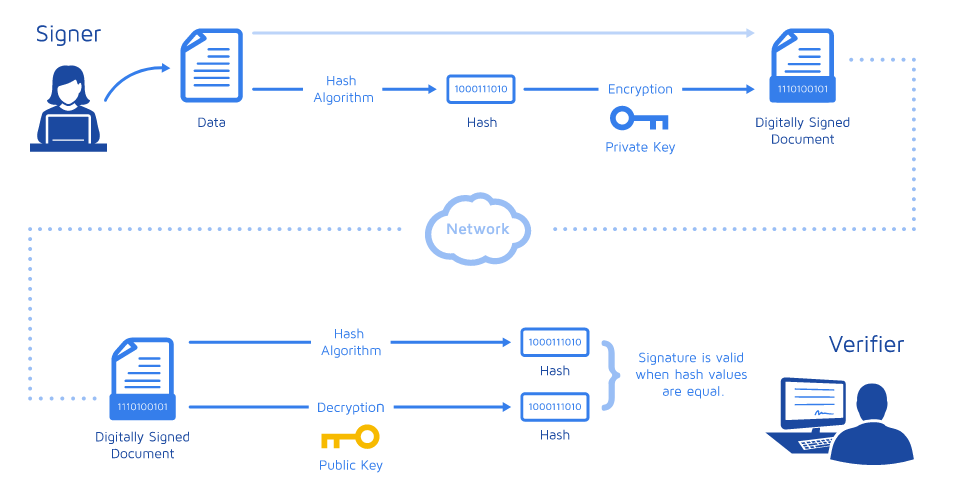 Signer
Hash
Algorithm
1000111010
Encryption
1110100101
Data
Hash
Private Key
Digitally Signed
Document
Network
Hash
Algorithm
1000111010
Hash
Signature is valid
when hash values
are equal.
Verifier
1110100101
Decryption
1000111010
Hash
Digitally Signed
Document
Public Key